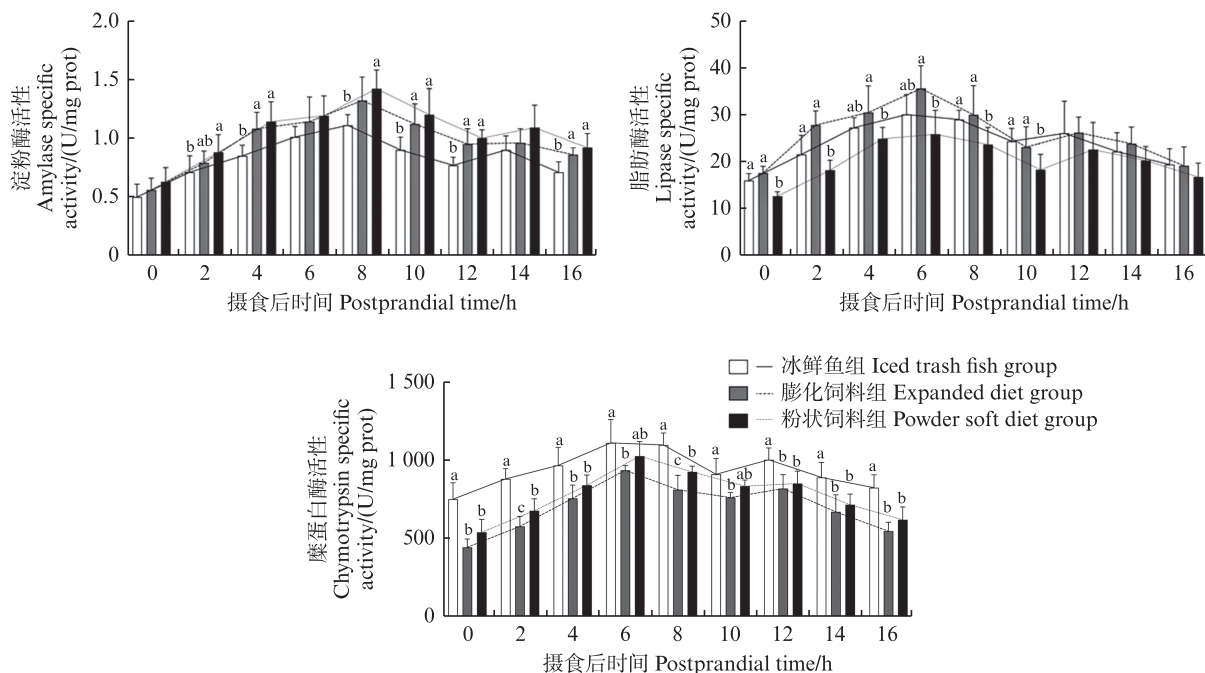 淀粉酶活性
Amylase specific
activity/(U/mg prot)
2.0
1.5
1.0
0.5
0
b ab a
b a a
b a
b a a
b a a
b a a
0 2 4 6 8 10 12 14 16
摄食后时间 Postprandial time/h
脂肪酶活性
Lipase specific
activity/(U/mg prot)
50
40
30
20
10
0
a a b
a a b
ab a b
ab a b
a a b
a a b
0 2 4 6 8 10 12 14 16
摄食后时间 Postprandial time/h
冰鲜鱼组 Iced trash fish group
膨化饲料组 Expanded diet group
粉状饲料组 Powder soft diet group
糜蛋白酶活性
Chymotrypsin specific
activity/(U/mg prot)
1 500
1 000
500
0
a b b
a c b
a b b
a b ab
a c b
a b ab
a b b
a b b
a b b
0 2 4 6 8 10 12 14 16
摄食后时间 Postprandial time/h